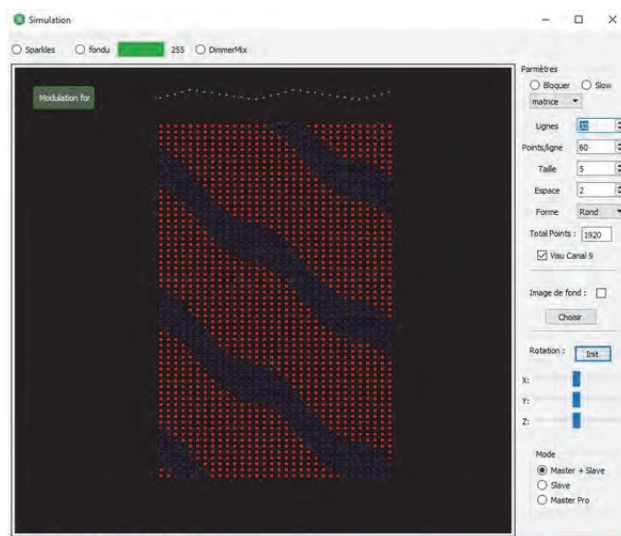 Simulation
Sparkles
fondu
255
DimmerMix
Modulation for
Parmètres
Bloquer
Slow
matrice
Lignes
32
Points/ligne
60
Taille
5
Espace
2
Forme
Rond
Total Points :
1920
Visu Canal 9
Image de fond :
Choisir
Rotation :
Init
X:
Y:
Z:
Mode
Master + Slave
Slave
Master Pro